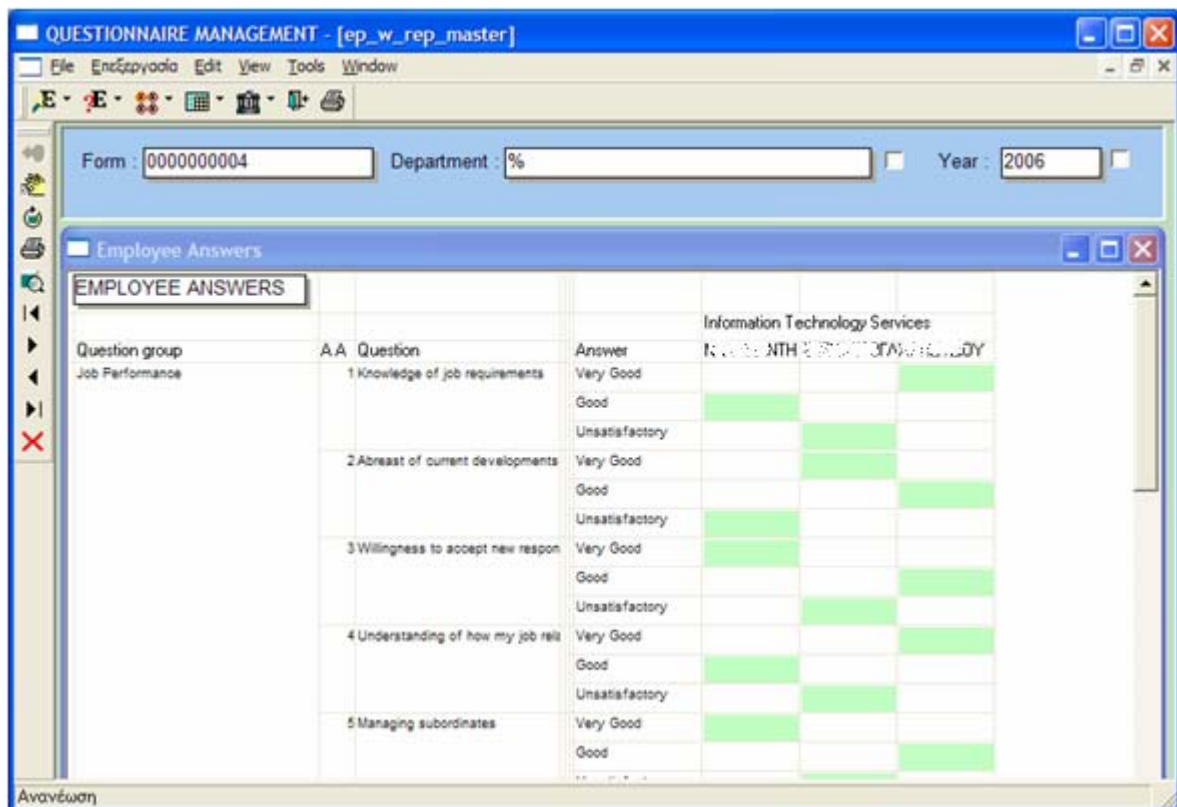 QUESTIONNAIRE MANAGEMENT - [ep_w_rep_master]
File Επεξεργασία Edit View Tools Window
Form : 0000000004 Department : % Year : 2006
Employee Answers
EMPLOYEE ANSWERS
Information Technology Services
Question group A.A Question Answer
Job Performance 1 Knowledge of job requirements Very Good
Good
Unsatisfactory
2 Abreast of current developments Very Good
Good
Unsatisfactory
3 Willingness to accept new respon Very Good
Good
Unsatisfactory
4 Understanding of how my job rela Very Good
Good
Unsatisfactory
5 Managing subordinates Very Good
Good
Ανανέωση